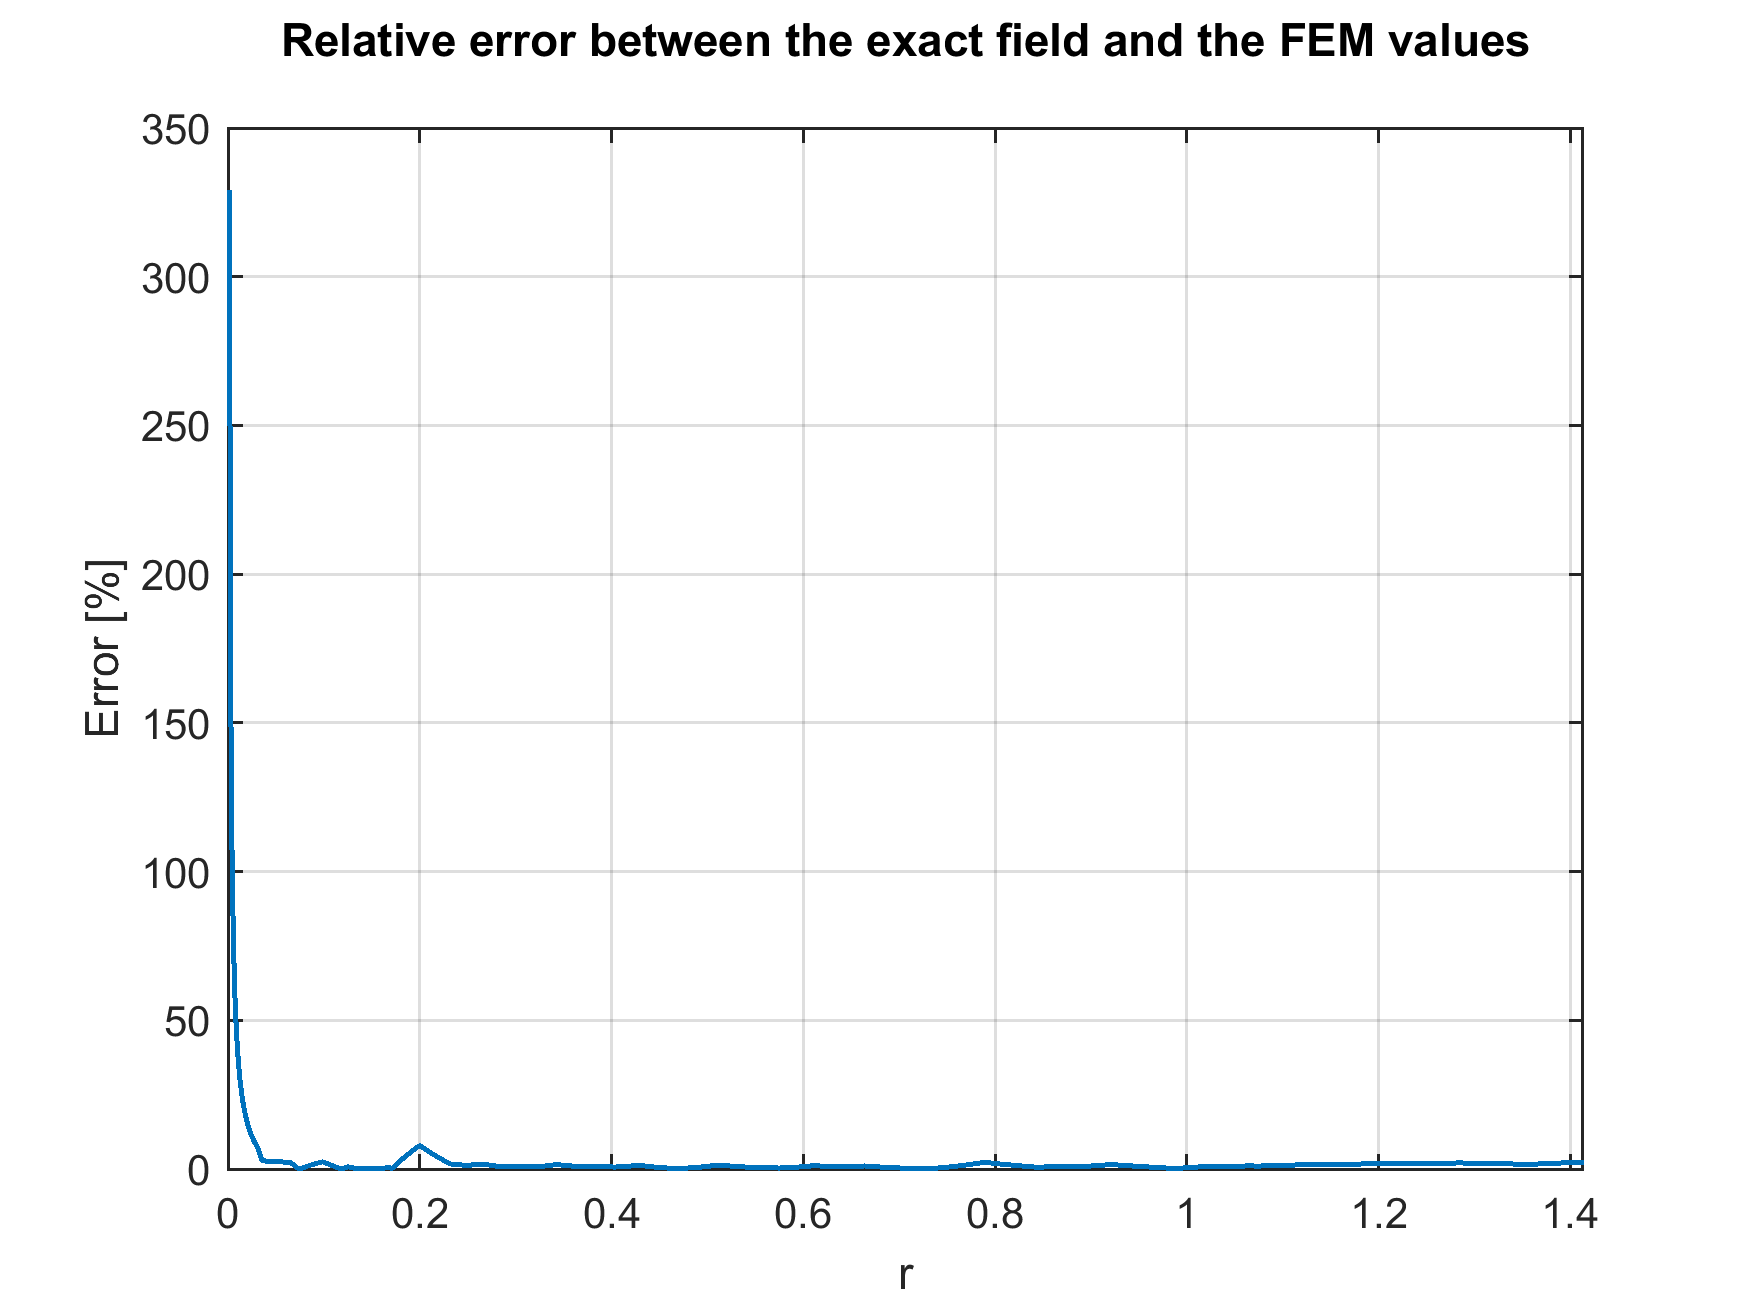 Relative error between the exact field and the FEM values
350
300
250
200
150
100
50
0
Error [%]
0 0.2 0.4 0.6 0.8 1 1.2 1.4
r